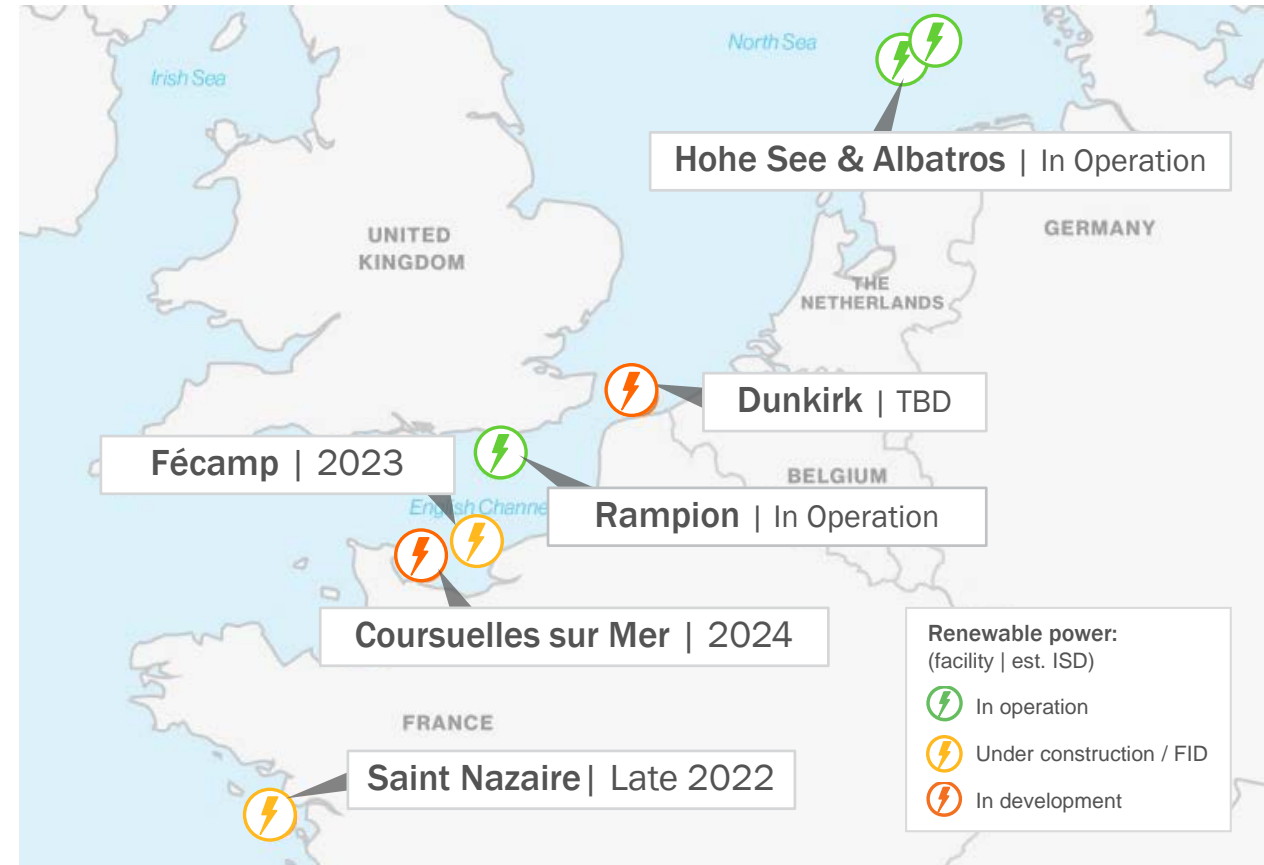 North Sea
Irish Sea
Hohe See & Albatros | In Operation
UNITED
KINGDOM
GERMANY
THE
NETHERLANDS
Dunkirk | TBD
Fécamp | 2023
BELGIUM
English Channe
Rampion | In Operation
Coursuelles sur Mer | 2024
Renewable power:
(facility | est. ISD)
In operation
Under construction / FID
In development
FRANCE
Saint Nazaire | Late 2022